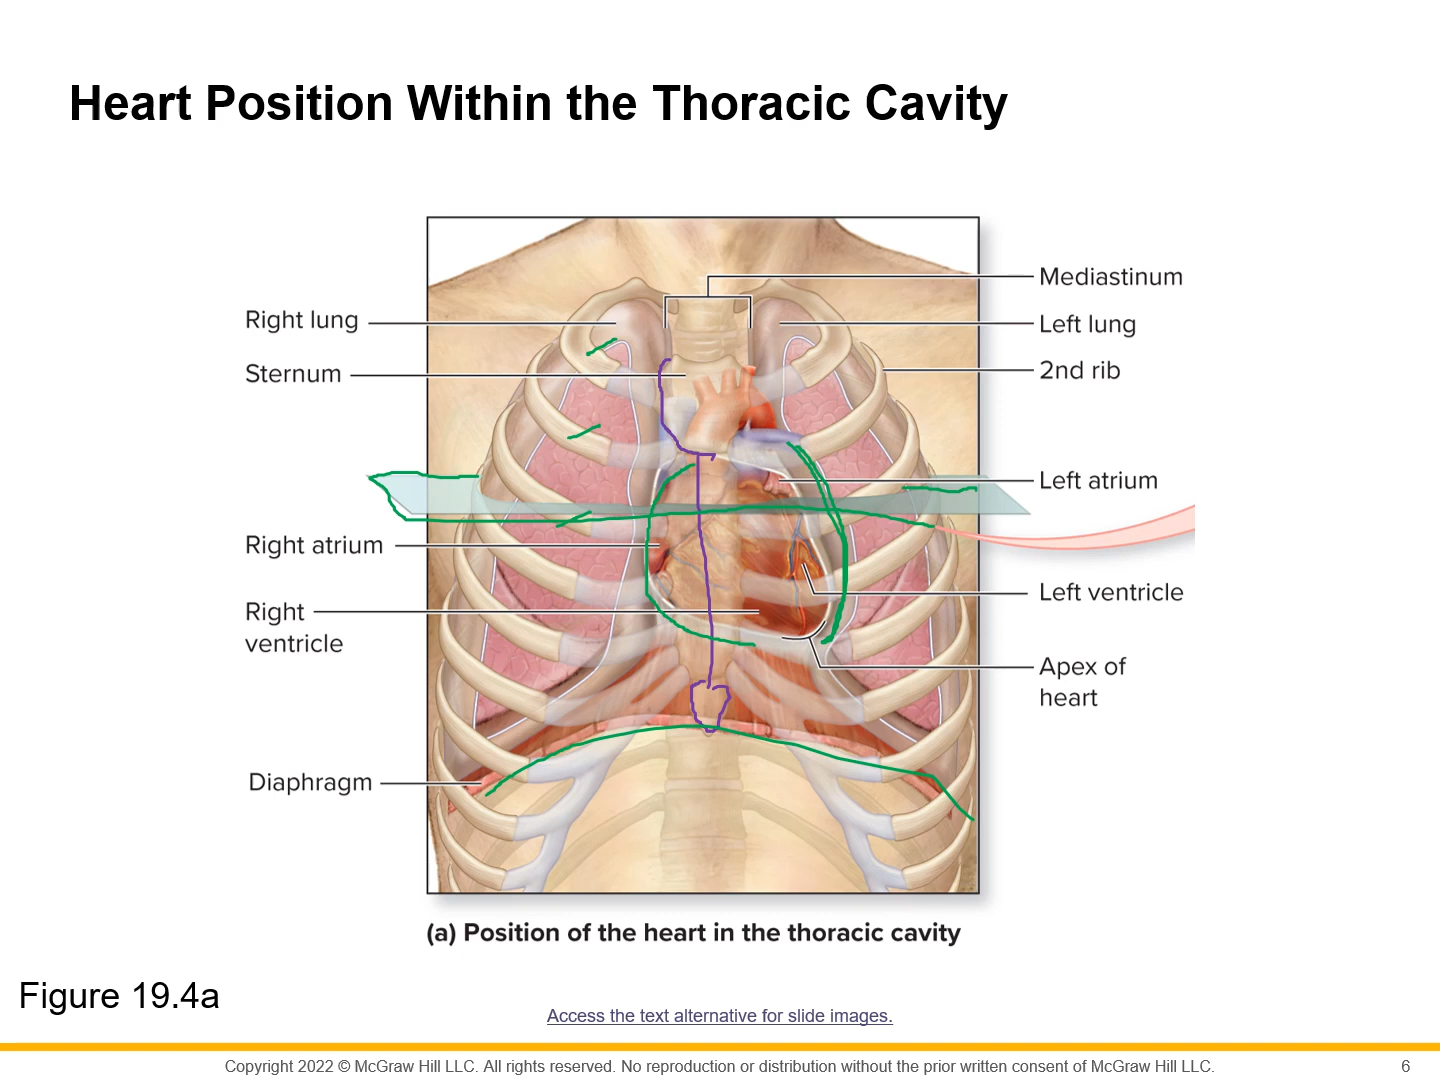 Heart Position Within the Thoracic Cavity
Mediastinum
Right lung
Left lung
Sternum
2nd rib
Left atrium
Right atrium
Left ventricle
Right
ventricle
Apex of
heart
Diaphragm
(a) Position of the heart in the thoracic cavity
Figure 19.4a
Access the text alternative for slide images.
Copyright 2022 © McGraw Hill LLC. All rights reserved. No reproduction or distribution without the prior written consent of McGraw Hill LLC.
6